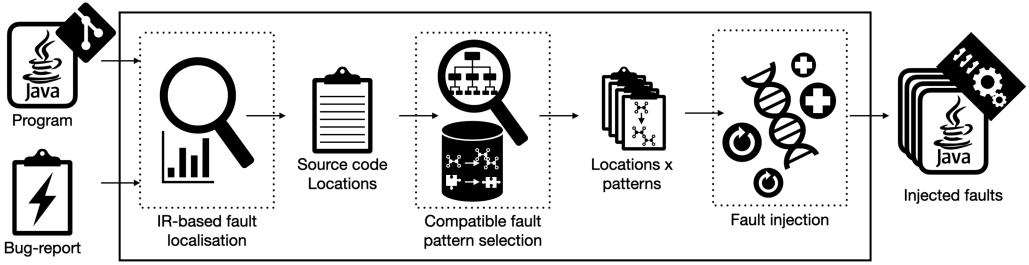 Java
Program
Bug-report
IR-based fault
localisation
Source code
Locations
Compatible fault
pattern selection
Locations x
patterns
Fault injection
Java
Injected faults